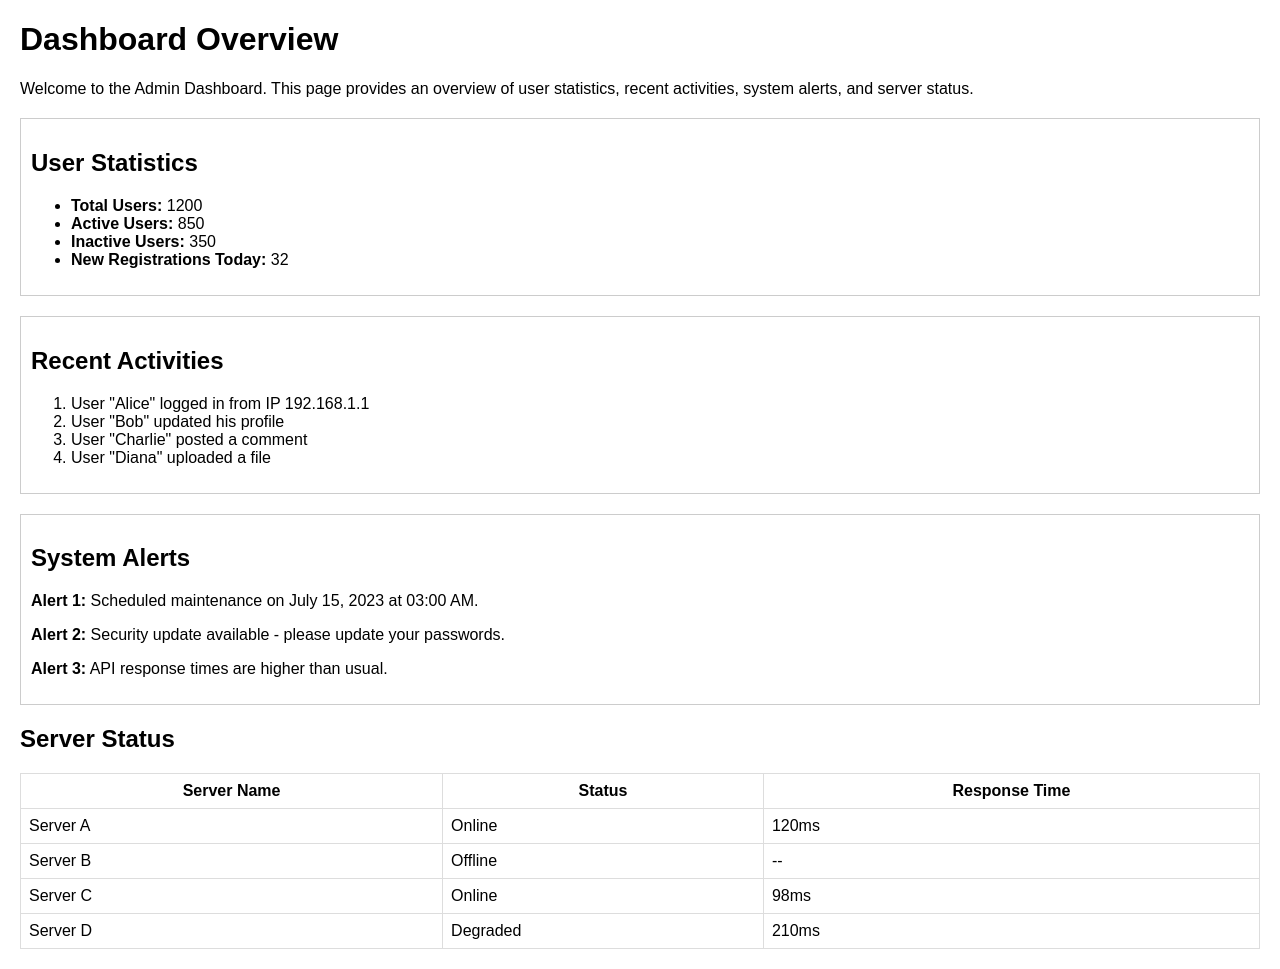 Dashboard Overview
Welcome to the Admin Dashboard. This page provides an overview of user statistics, recent activities, system alerts, and server status.
User Statistics
• Total Users: 1200
• Active Users: 850
• Inactive Users: 350
• New Registrations Today: 32
Recent Activities
1. User "Alice" logged in from IP 192.168.1.1
2. User "Bob" updated his profile
3. User "Charlie" posted a comment
4. User "Diana" uploaded a file
System Alerts
Alert 1: Scheduled maintenance on July 15, 2023 at 03:00 AM.
Alert 2: Security update available - please update your passwords.
Alert 3: API response times are higher than usual.
Server Status
Server Name Status Response Time
Server A Online 120ms
Server B Offline --
Server C Online 98ms
Server D Degraded 210ms